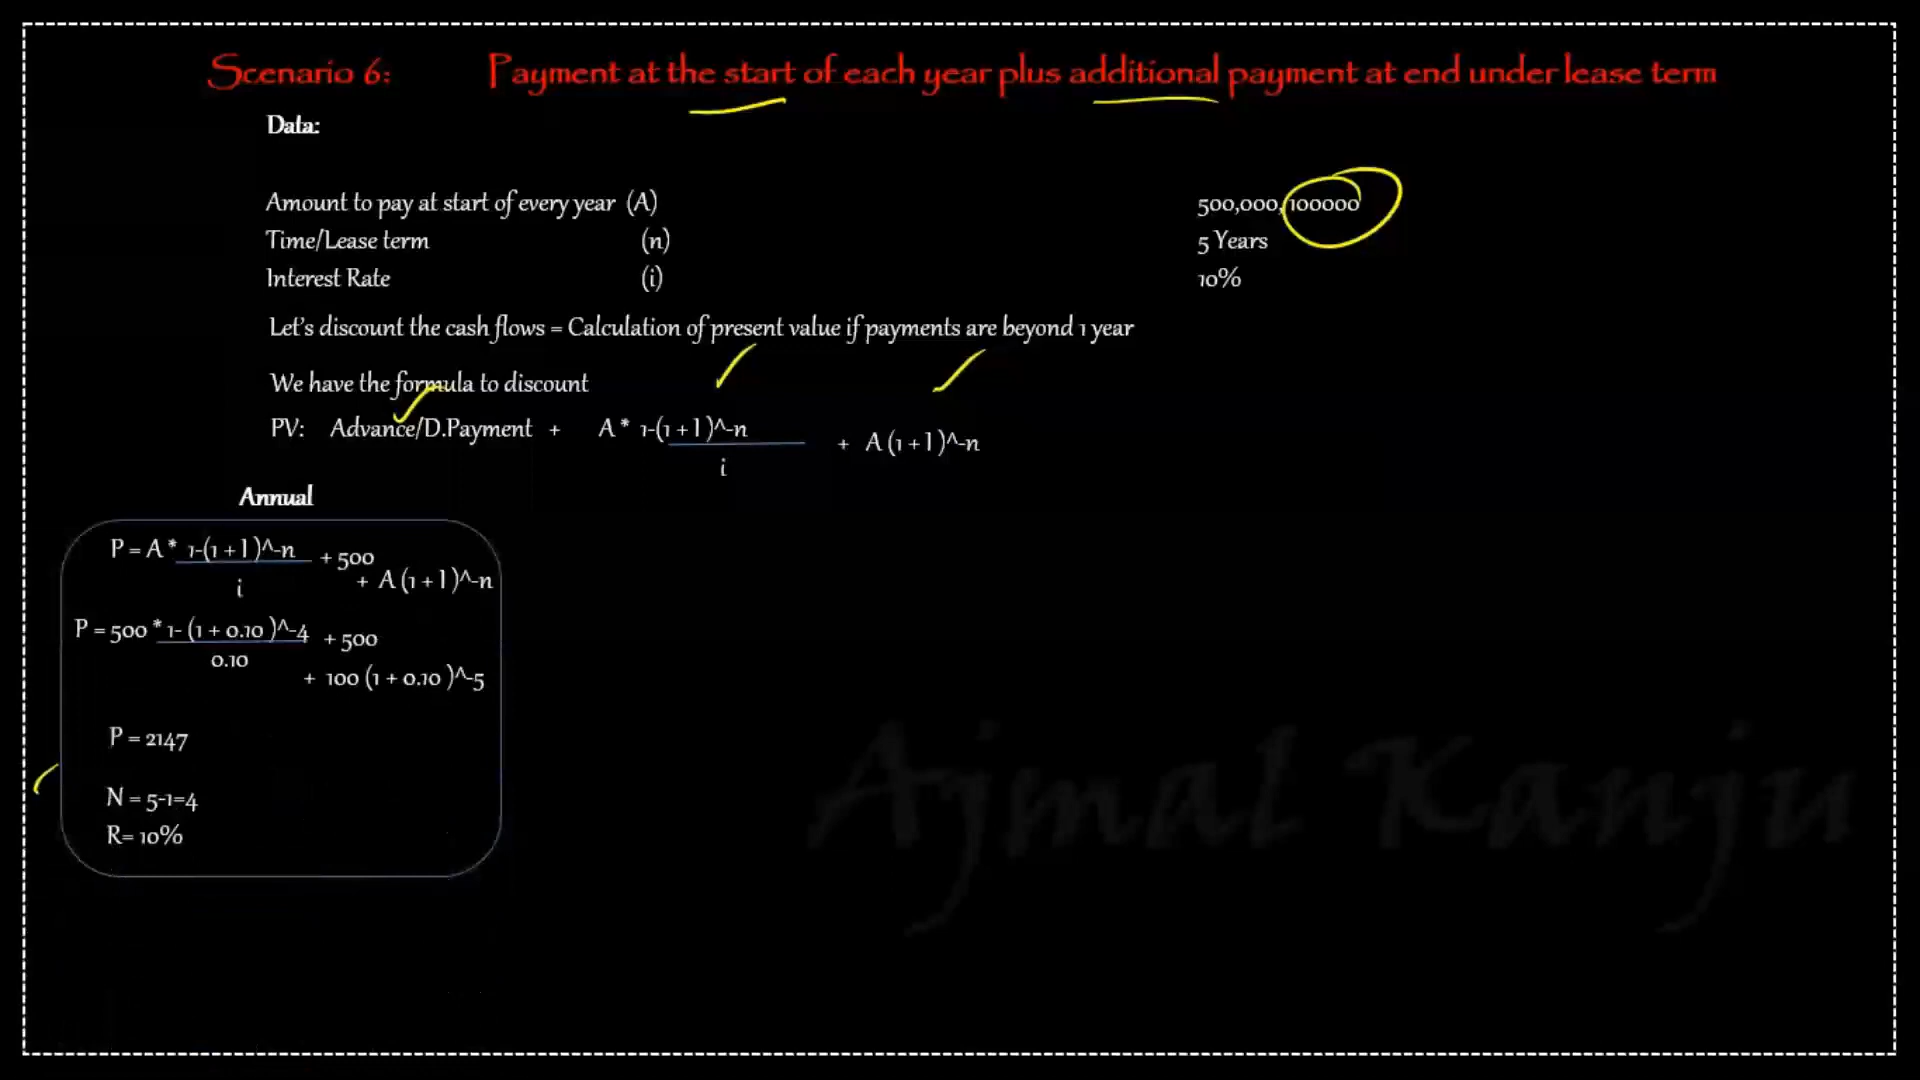 Scenario 6: Payment at the start of each year plus additional payment at end under lease term
Data:
Amount to pay at start of every year (A) 500,000, 100000
Time/Lease term (n) 5 Years
Interest Rate (i) 10%
Let's discount the cash flows = Calculation of present value if payments are beyond 1 year
We have the formula to discount
PV: Advance/D.Payment + A * 1-(1 + I )^-n + A (1 + I )^-n
i
Annual
P = A * 1-(1 + I )^-n + 500
i + A (1 + I )^-n
P = 500 * 1- (1 + 0.10 )^-4 + 500
0.10
+ 100 (1 + 0.10 )^-5
P = 2147
N = 5-1=4
R= 10%
Ajmal Kanju